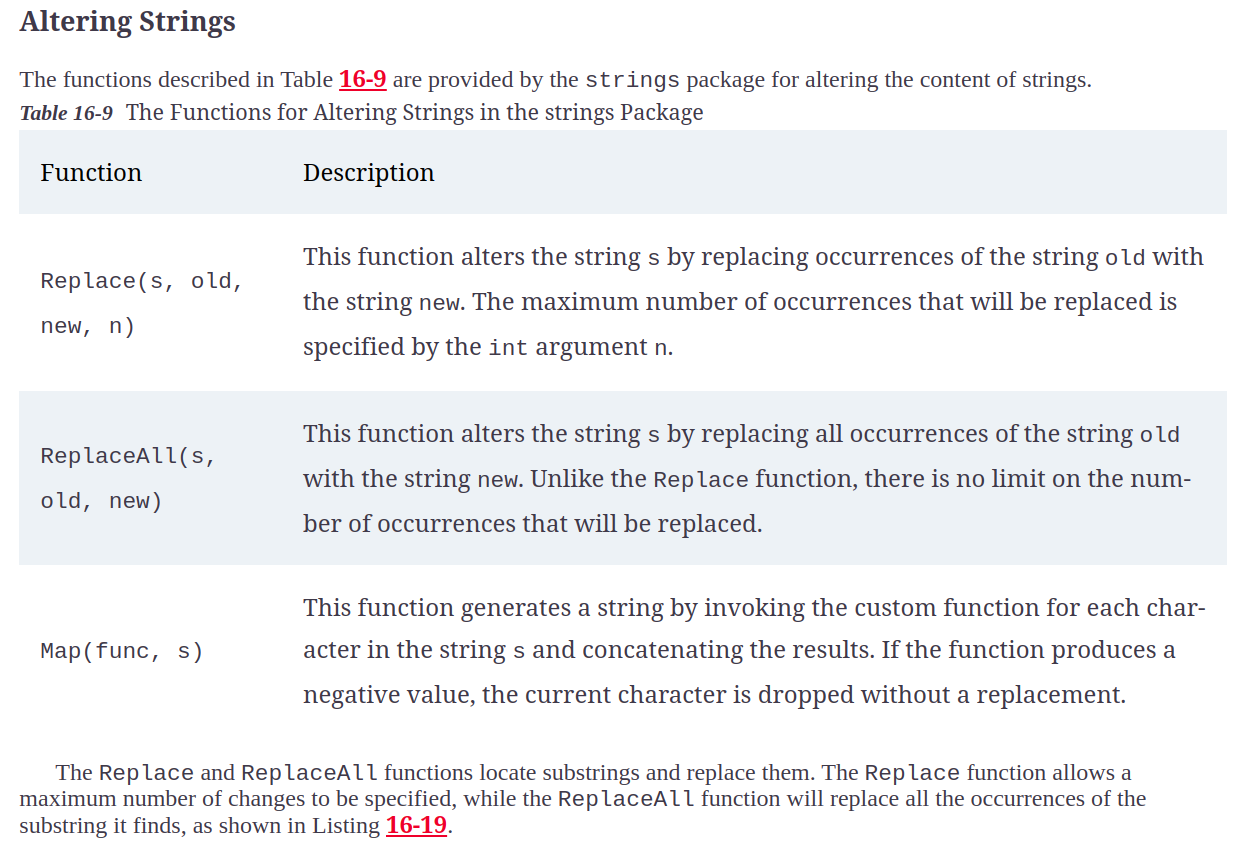 Altering Strings
The functions described in Table 16-9 are provided by the strings package for altering the content of strings.
Table 16-9 The Functions for Altering Strings in the strings Package
Function Description
Replace(s, old,
new, n)
This function alters the string s by replacing occurrences of the string old with
the string new. The maximum number of occurrences that will be replaced is
specified by the int argument n.
ReplaceAll(s,
old, new)
This function alters the string s by replacing all occurrences of the string old
with the string new. Unlike the Replace function, there is no limit on the num-
ber of occurrences that will be replaced.
Map(func, s)
This function generates a string by invoking the custom function for each char-
acter in the string s and concatenating the results. If the function produces a
negative value, the current character is dropped without a replacement.
The Replace and ReplaceAll functions locate substrings and replace them. The Replace function allows a
maximum number of changes to be specified, while the ReplaceAll function will replace all the occurrences of the
substring it finds, as shown in Listing 16-19.